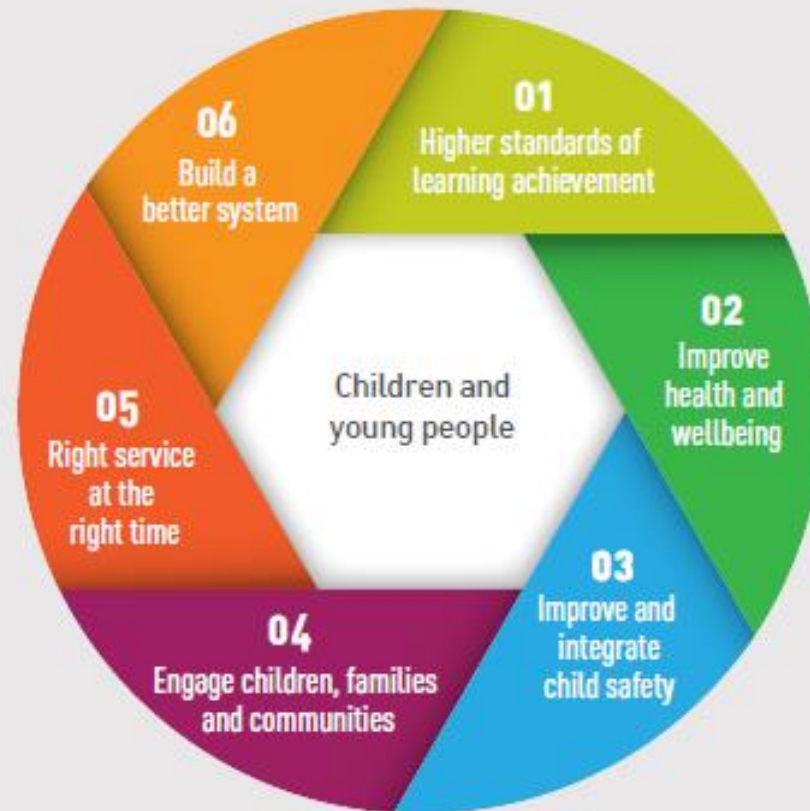 01
Higher standards of
learning achievement
02
Improve
health and
wellbeing
03
Improve and
integrate
child safety
04
Engage children, families
and communities
05
Right service
at the
right time
06
Build a
better system
Children and
young people